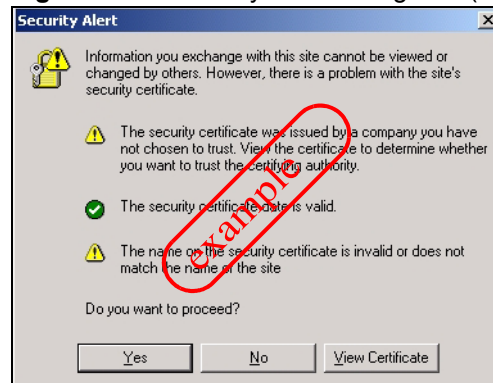 Security Alert
Information you exchange with this site cannot be viewed or
changed by others. However, there is a problem with the site's
security certificate.
The security certificate was issued by a company you have
not chosen to trust. View the certificate to determine whether
you want to trust the certifying authority.
The security certificate date is valid.
The name on the security certificate is invalid or does not
match the name of the site
example
Do you want to proceed?
Yes
No
View Certificate